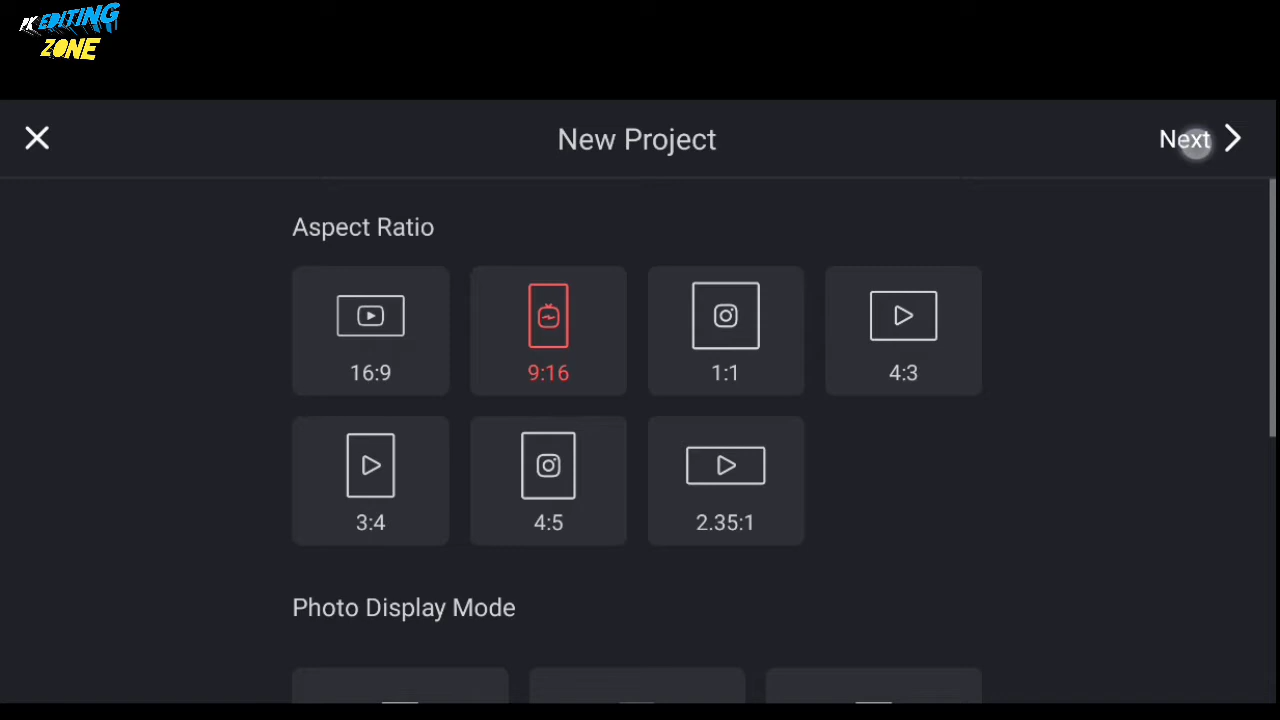 PK EDITING
ZONE
New Project
Next
Aspect Ratio
16:9
9:16
1:1
4:3
3:4
4:5
2.35:1
Photo Display Mode